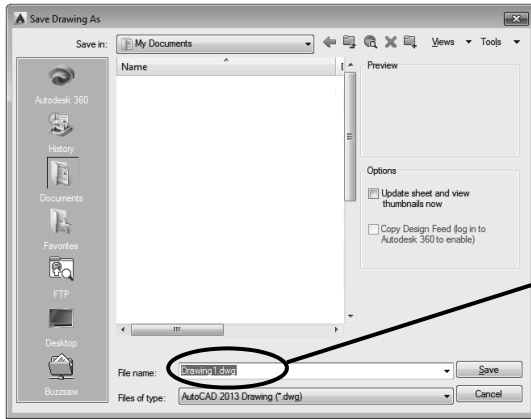 Save Drawing As
Save in: My Documents Views Tools
Autodesk 360
History
Documents
Favorites
FTP
Desktop
Buzzsaw
Name
Preview
Options
Update sheet and view
thumbnails now
Copy Design Feed (log in to
Autodesk 360 to enable)
File name: Drawing1.dwg Save
Files of type: AutoCAD 2013 Drawing (*.dwg) Cancel